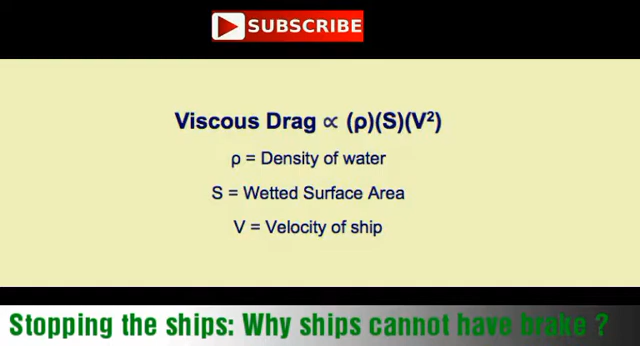 SUBSCRIBE
Viscous Drag ∝ (ρ)(S)(V²)
ρ = Density of water
S = Wetted Surface Area
V = Velocity of ship
Stopping the ships: Why ships cannot have brake ?